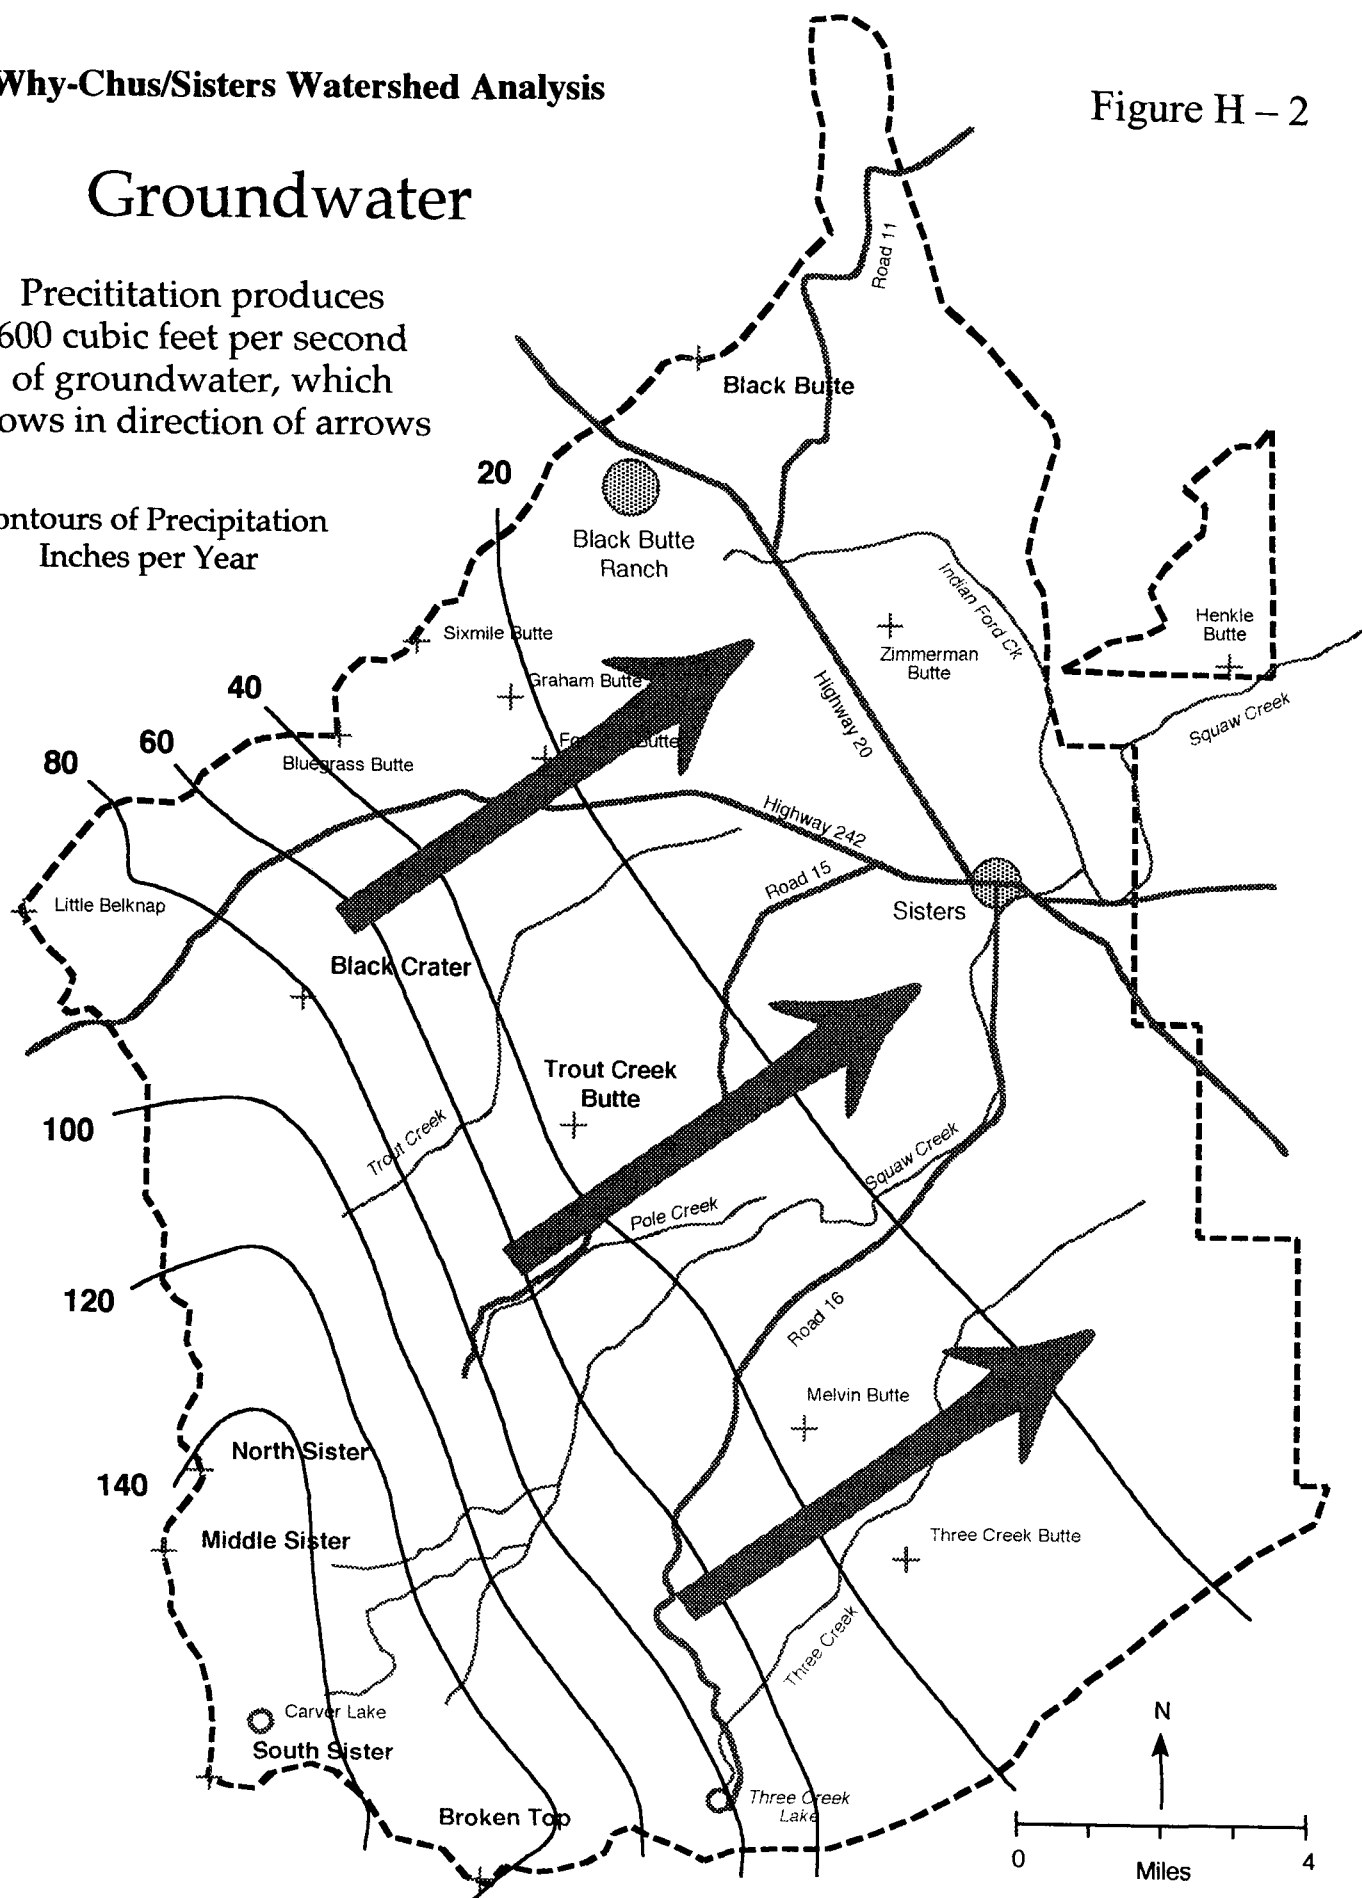 Why-Chus/Sisters Watershed Analysis
Figure H – 2
Groundwater
Precititation produces
600 cubic feet per second
of groundwater, which
ows in direction of arrows
ontours of Precipitation
Inches per Year
Road 11
Black Butte
20
Black Butte
Ranch
Indian Ford Ck
Henkle
Butte
Sixmile Butte
Zimmerman
Butte
Graham Butte
40
Highway 20
Squaw Creek
60
Butte
Bluegrass Butte
80
Highway 242
Road 15
Little Belknap
Sisters
Black Crater
Trout Creek
Butte
100
Trout Creek
Squaw Creek
Pole Creek
120
Road 16
Melvin Butte
North Sister
140
Middle Sister
Three Creek Butte
Three Creek
Carver Lake
South Sister
N
Three Creek
Lake
Broken Top
0
4
Miles